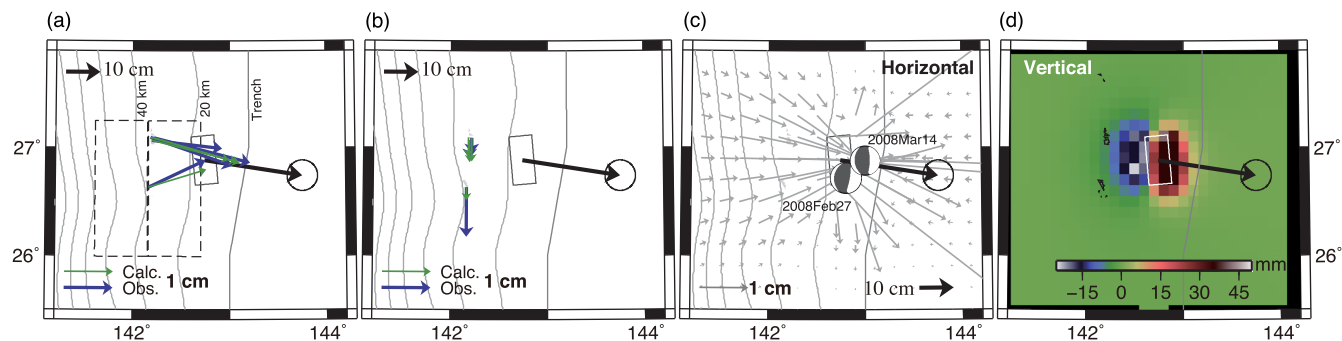 (a)
10 cm
40 km
20 km
Trench
27˚
26˚
Calc.
Obs.
1 cm
142˚
144˚
(b)
10 cm
Calc.
Obs.
1 cm
142˚
144˚
(c)
Horizontal
2008Mar14
2008Feb27
1 cm
10 cm
142˚
144˚
(d)
Vertical
27˚
26˚
mm
−15 0 15 30 45
142˚
144˚